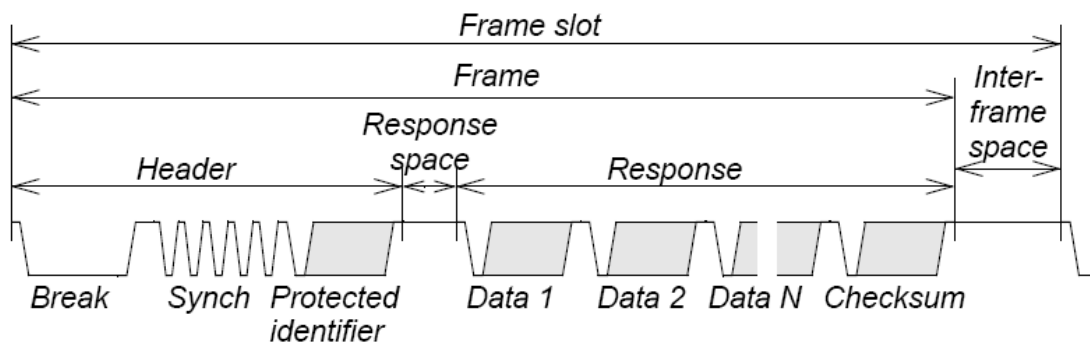 Frame slot
Frame
Inter-
frame
space
Response
space
Header
Response
Break
Synch
Protected
identifier
Data 1
Data 2
Data N
Checksum